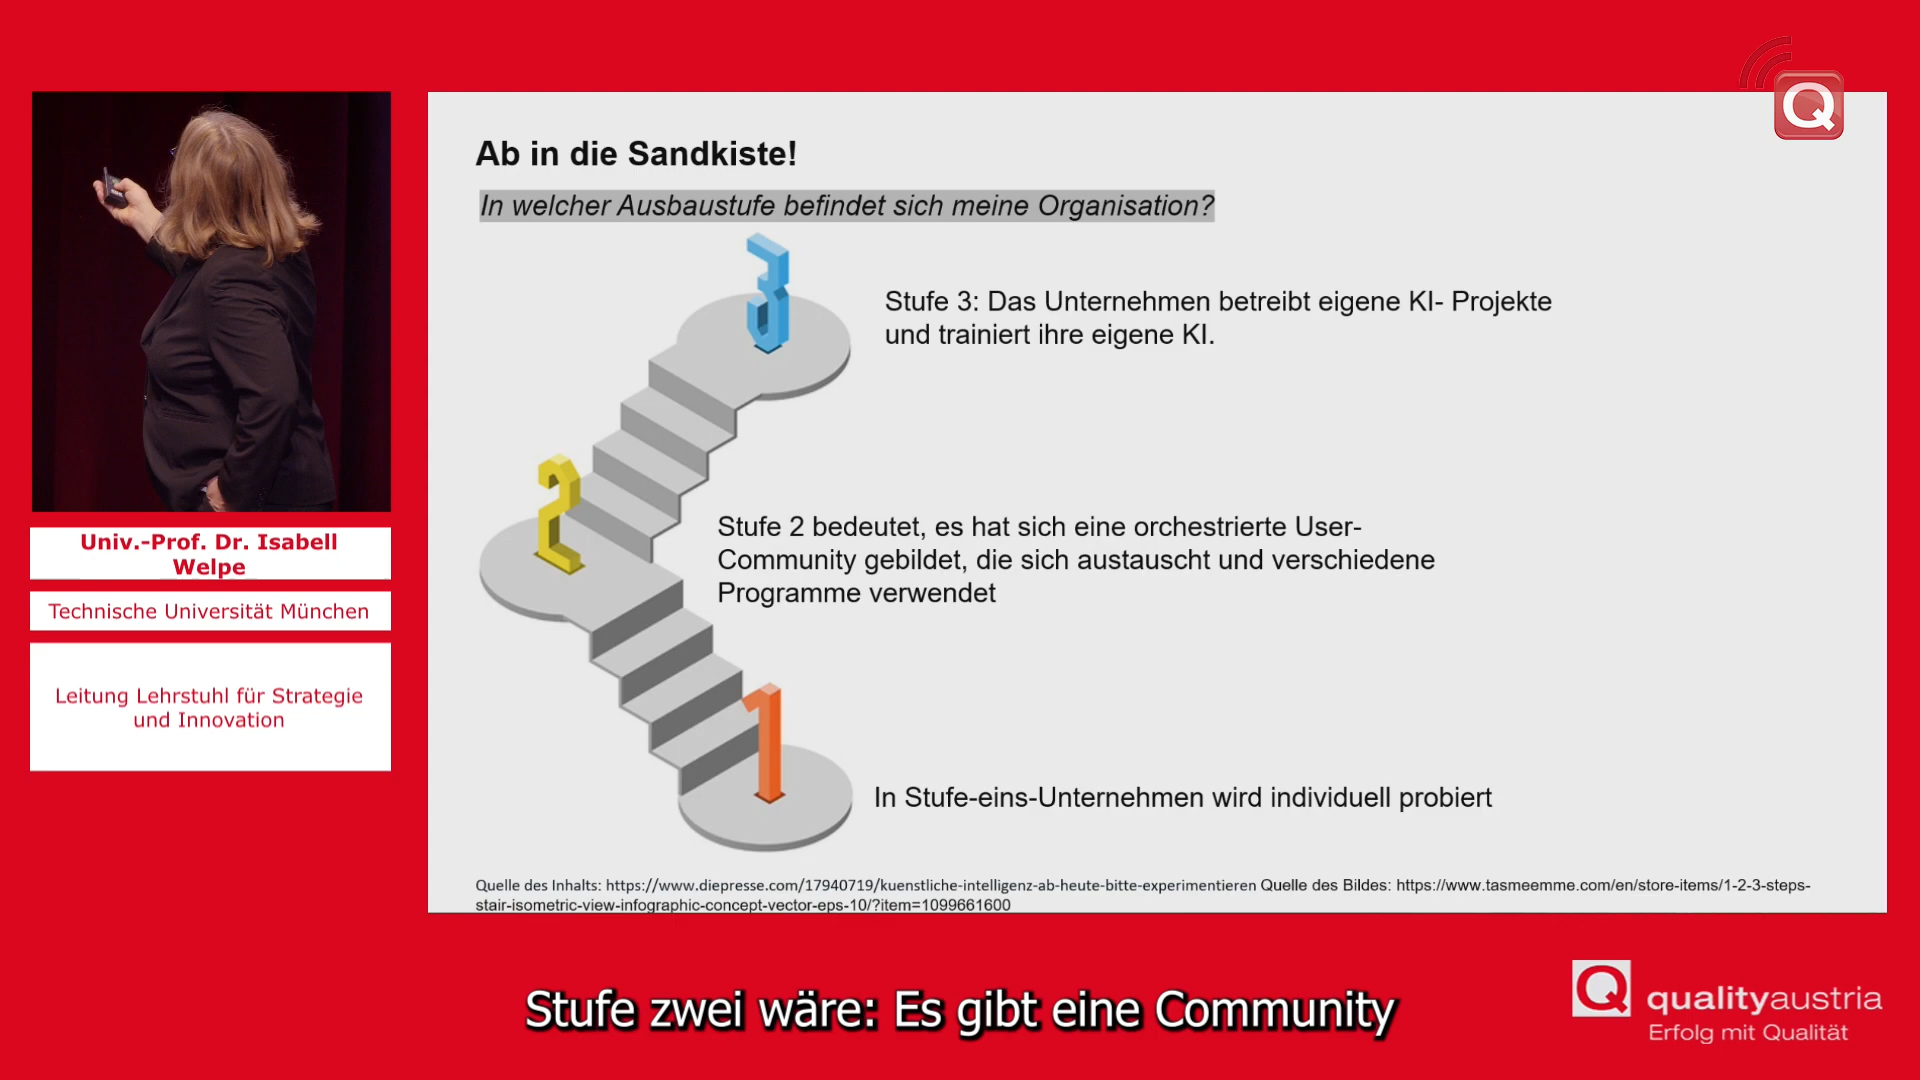 Q
Ab in die Sandkiste!
In welcher Ausbaustufe befindet sich meine Organisation?
3
Stufe 3: Das Unternehmen betreibt eigene KI- Projekte
und trainiert ihre eigene KI.
2
Stufe 2 bedeutet, es hat sich eine orchestrierte User-
Community gebildet, die sich austauscht und verschiedene
Programme verwendet
1
In Stufe-eins-Unternehmen wird individuell probiert
Quelle des Inhalts: https://www.diepresse.com/17940719/kuenstliche-intelligenz-ab-heute-bitte-experimentieren Quelle des Bildes: https://www.tasmeemme.com/en/store-items/1-2-3-steps-
stair-isometric-view-infographic-concept-vector-eps-10/?item=1099661600
Univ.-Prof. Dr. Isabell
Welpe
Technische Universität München
Leitung Lehrstuhl für Strategie
und Innovation
Stufe zwei wäre: Es gibt eine Community
Q qualityaustria
Erfolg mit Qualität